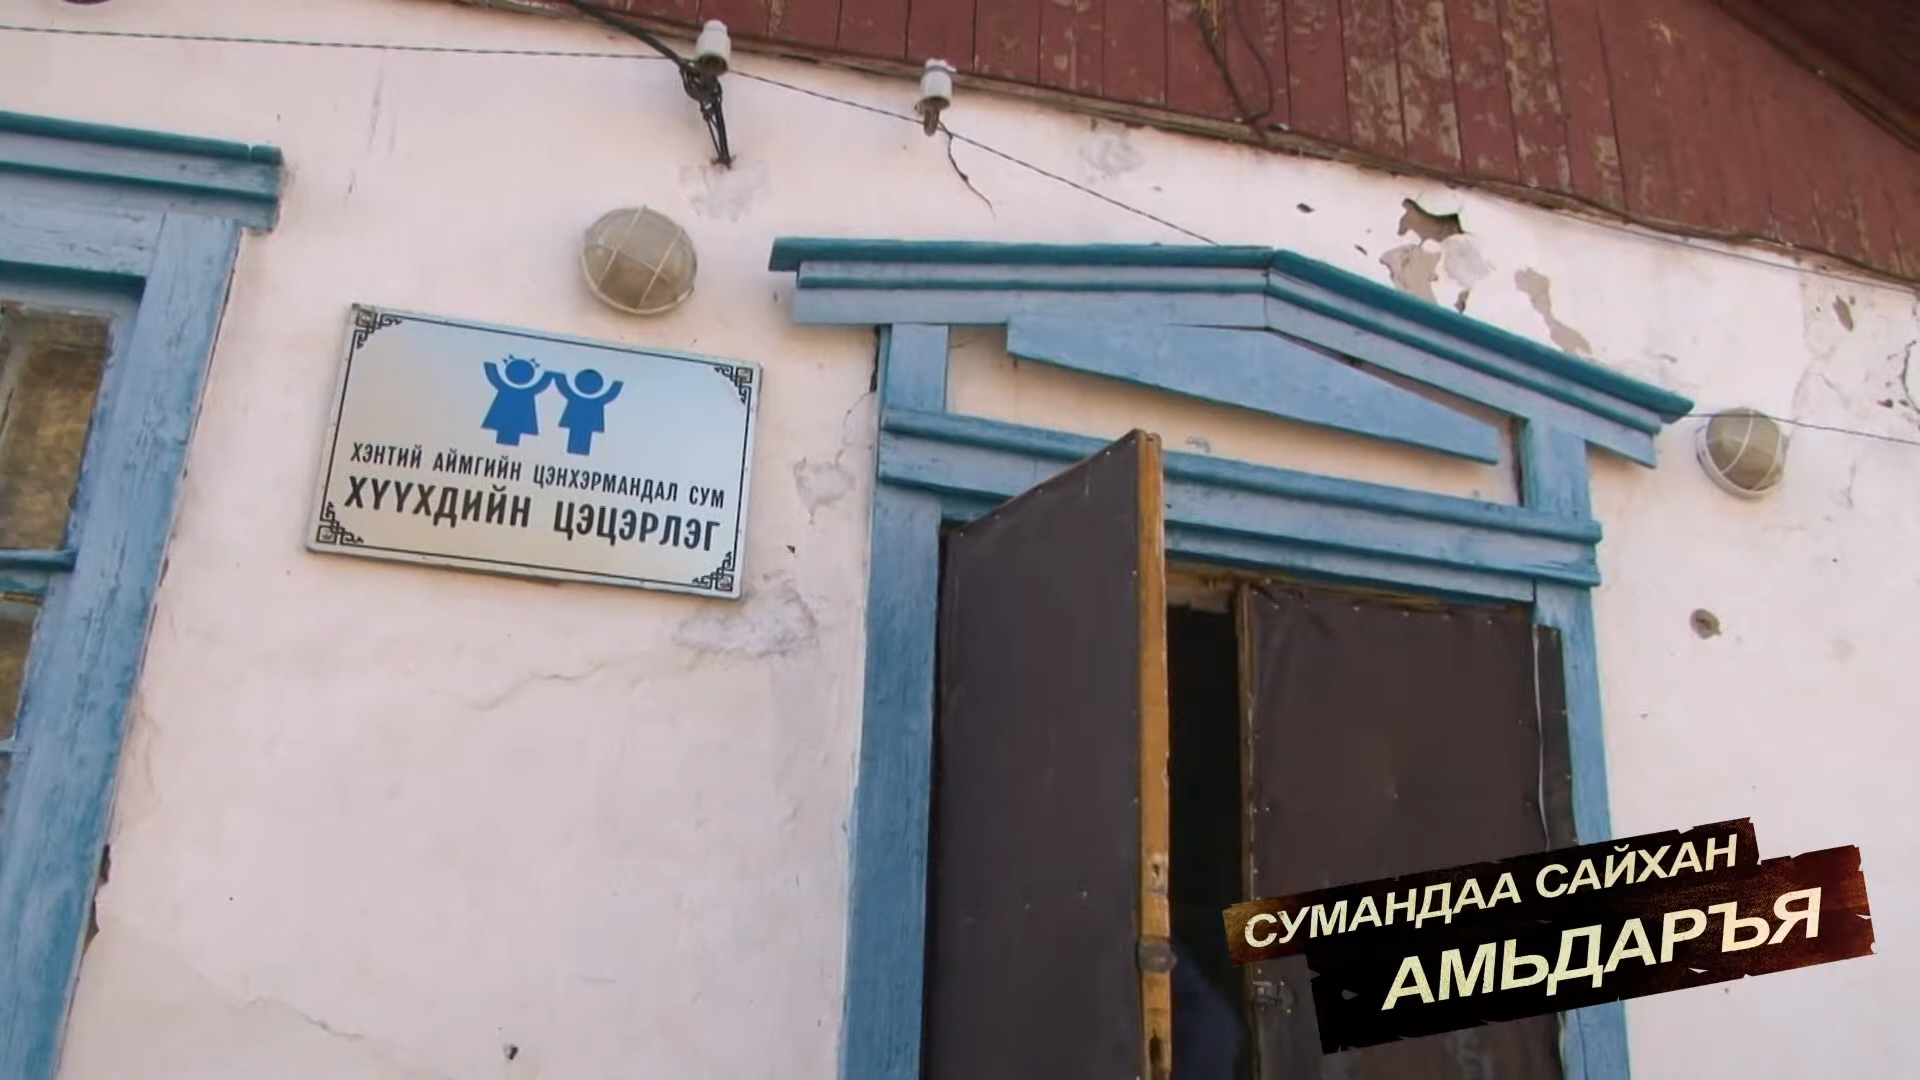 ХЭНТИЙ АЙМГИЙН ЦЭНХЭРМАНДАЛ СУМ
ХҮҮХДИЙН ЦЭЦЭРЛЭГ
СУМАНДАА САЙХАН
АМЬДАРЪЯ